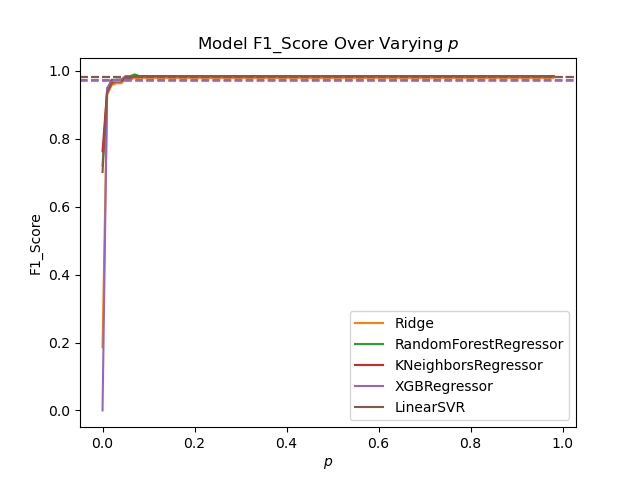 Model F1_Score Over Varying p
1.0
0.8
0.6
0.4
0.2
0.0
F1_Score
0.0 0.2 0.4 0.6 0.8 1.0
p
Ridge
RandomForestRegressor
KNeighborsRegressor
XGBRegressor
LinearSVR